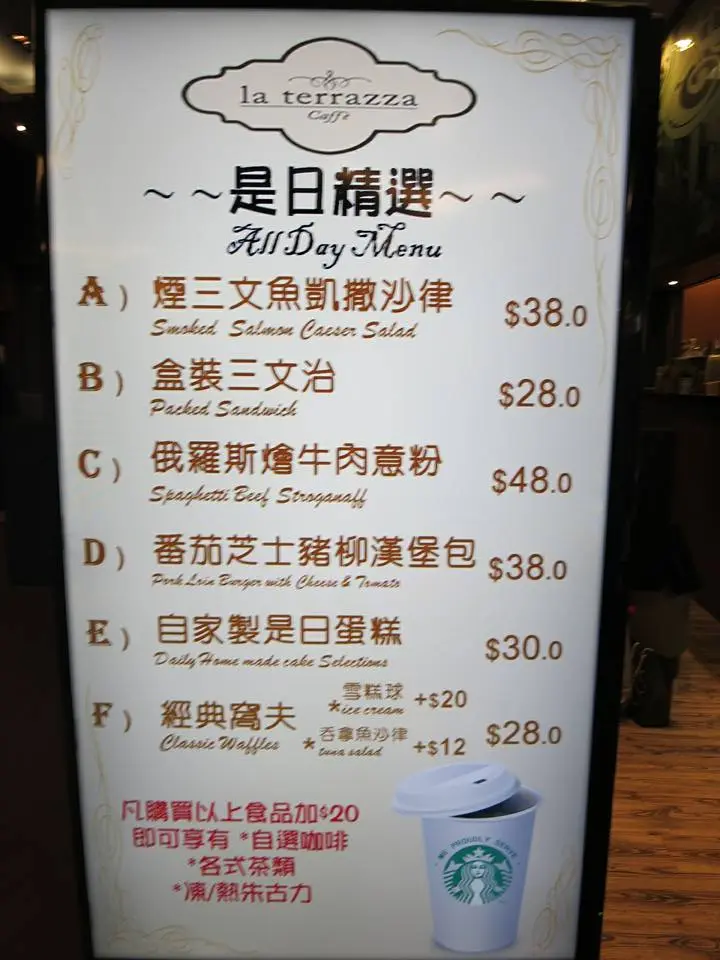 la terrazza
Caffè
~ ~是日精選~ ~
All Day Menu
A) 煙三文魚凱撒沙律 $38.0
Smoked Salmon Caeser Salad
B) 盒裝三文治 $28.0
Packed Sandwich
C) 俄羅斯燴牛肉意粉 $48.0
Spaghetti Beef Stroganaff
D) 番茄芝士豬柳漢堡包 $38.0
Pork Loin Burger with Cheese & Tomato
E) 自家製是日蛋糕 $30.0
Daily Home made cake Selections
F) 經典窩夫 $28.0
Classic Waffles
雪糕球 +$20
*ice cream
*吞拿魚沙律 +$12
tuna salad
凡購買以上食品加$20
即可享有 *自選咖啡
*各式茶類
*凍/熱朱古力
WE PROUDLY SERVE